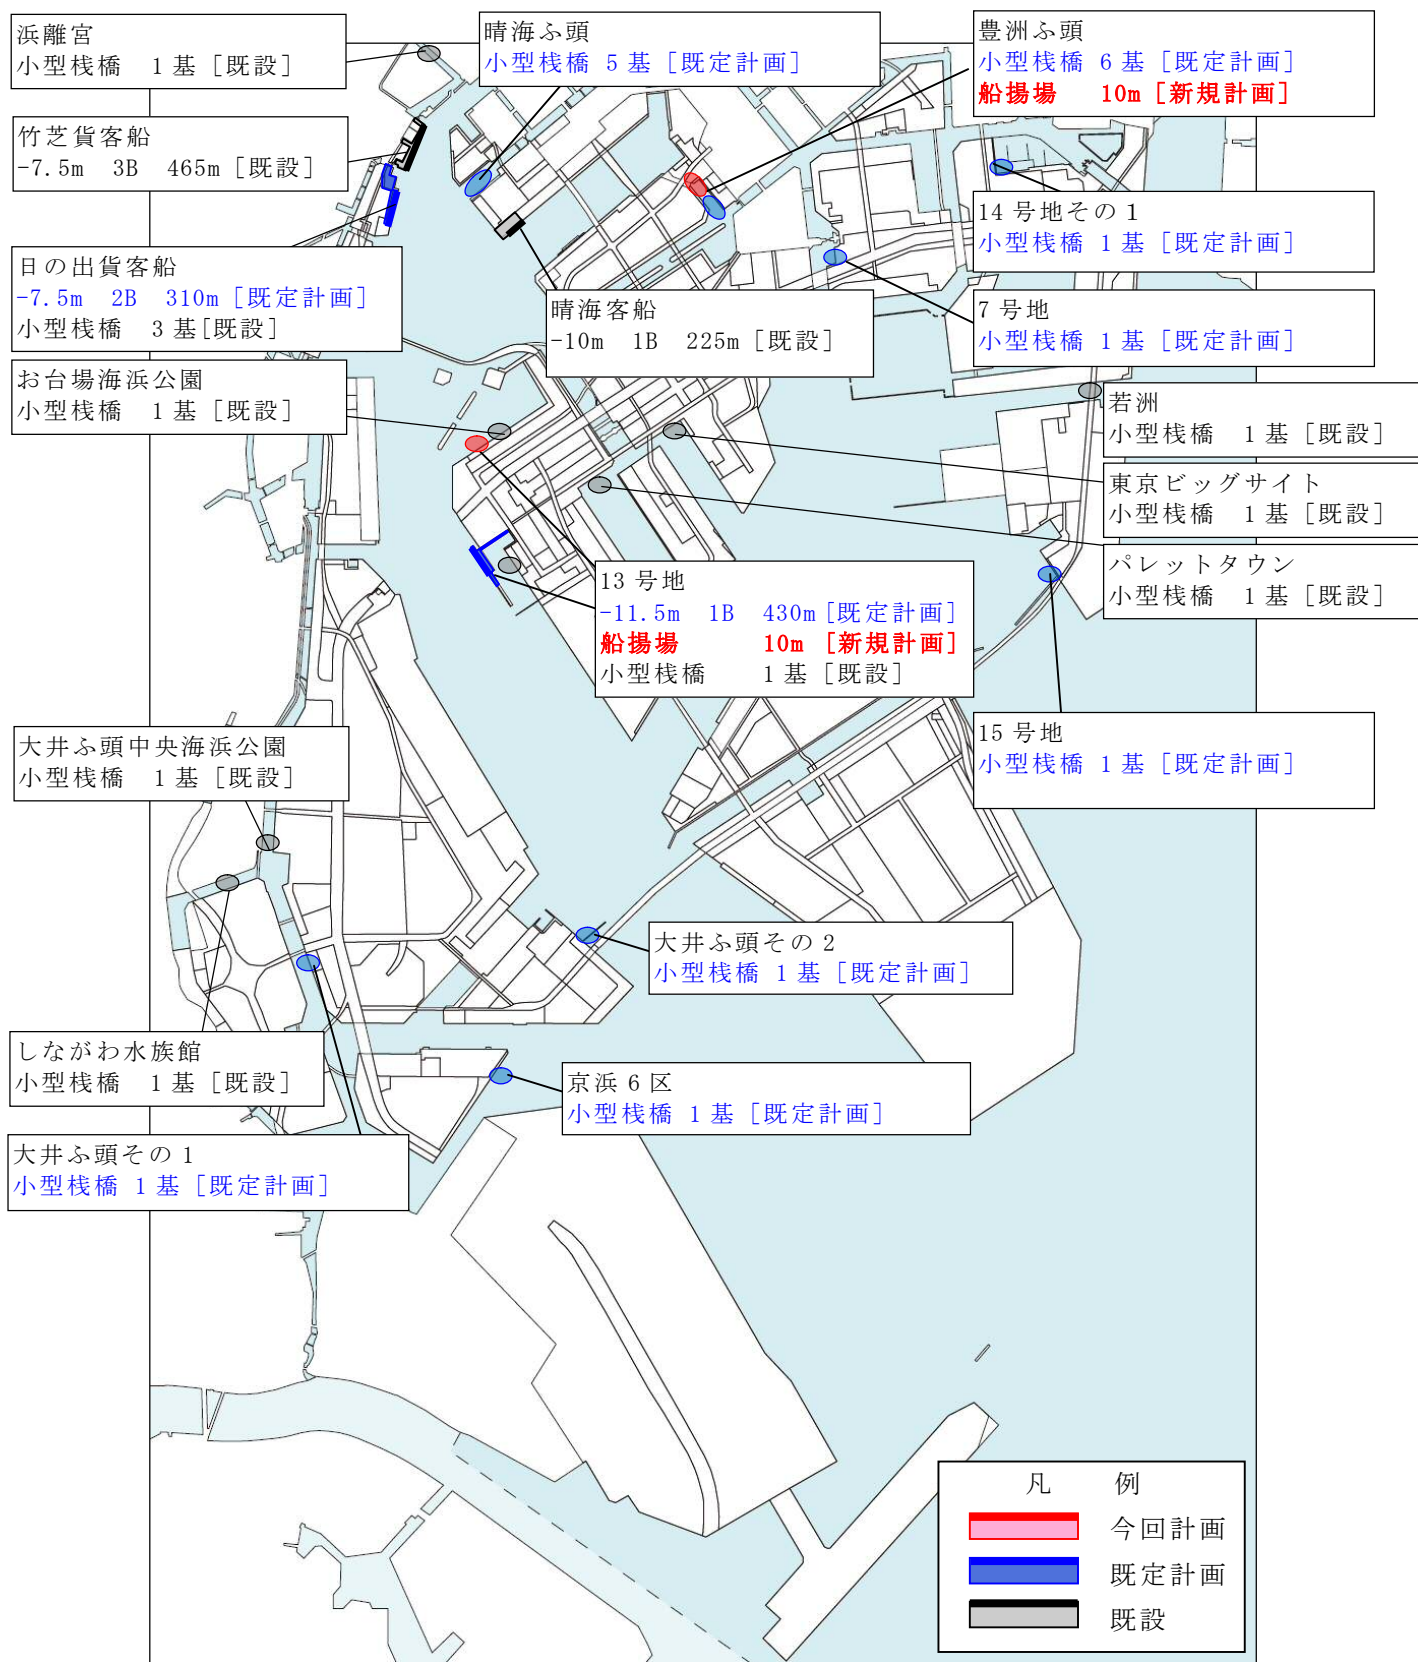 浜離宮
小型桟橋 1基［既設］
晴海ふ頭
小型桟橋 5基［既定計画］
豊洲ふ頭
小型桟橋 6基［既定計画］
船揚場 10m［新規計画］
竹芝貨客船
-7.5m 3B 465m［既設］
14号地その1
小型桟橋 1基［既定計画］
日の出貨客船
-7.5m 2B 310m［既定計画］
小型桟橋 3基[既設］
晴海客船
-10m 1B 225m［既設］
7号地
小型桟橋 1基［既定計画］
お台場海浜公園
小型桟橋 1基［既設］
若洲
小型桟橋 1基［既設］
東京ビッグサイト
小型桟橋 1基［既設］
パレットタウン
小型桟橋 1基［既設］
13号地
-11.5m 1B 430m［既定計画］
船揚場 10m［新規計画］
小型桟橋 1基［既設］
15号地
小型桟橋 1基［既定計画］
大井ふ頭中央海浜公園
小型桟橋 1基［既設］
大井ふ頭その2
小型桟橋 1基［既定計画］
しながわ水族館
小型桟橋 1基［既設］
京浜6区
小型桟橋 1基［既定計画］
大井ふ頭その1
小型桟橋 1基［既定計画］
凡 例
今回計画
既定計画
既設